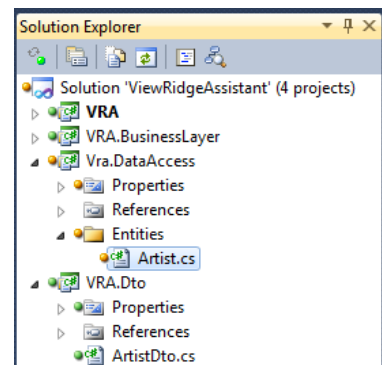 Solution Explorer
Solution 'ViewRidgeAssistant' (4 projects)
VRA
VRA.BusinessLayer
Vra.DataAccess
Properties
References
Entities
Artist.cs
VRA.Dto
Properties
References
ArtistDto.cs